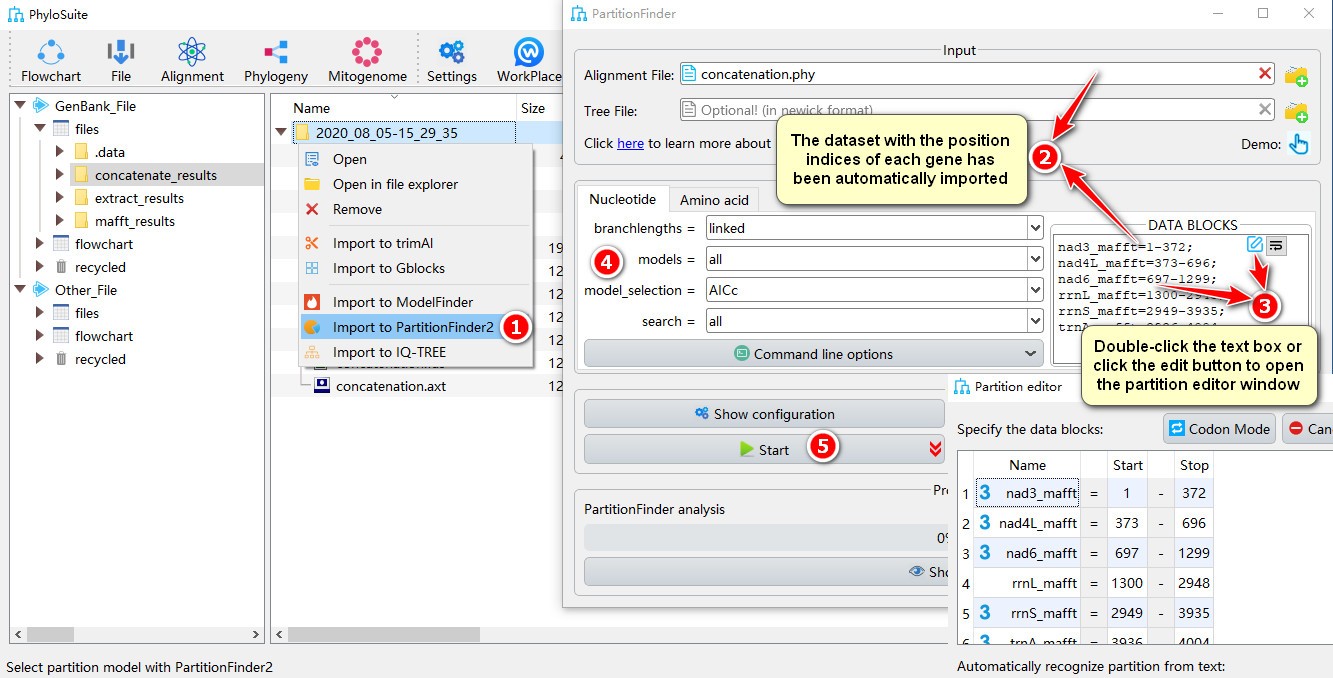 PhyloSuite
Flowchart
File
Alignment
Phylogeny
Mitogenome
Settings
WorkPlace
GenBank_File
files
.data
concatenate_results
extract_results
mafft_results
flowchart
recycled
Other_File
files
flowchart
recycled
Name
Size
2020_08_05-15_29_35
Open
Open in file explorer
Remove
Import to trimAl
Import to Gblocks
Import to ModelFinder
Import to PartitionFinder2
1
Import to IQ-TREE
concatenation.axt
4
19
12
12
12
12
12
12
Select partition model with PartitionFinder2
PartitionFinder
Input
Alignment File:
concatenation.phy
Tree File:
Optional! (in newick format)
Click here to learn more about
Demo:
The dataset with the position
indices of each gene has
been automatically imported
2
Nucleotide
Amino acid
branchlengths =
linked
4
models =
all
model_selection =
AICc
search =
all
Command line options
DATA BLOCKS
nad3_mafft=1-372;
nad4L_mafft=373-696;
nad6_mafft=697-1299;
rrnL_mafft=1300-2948
rrnS_mafft=2949-3935;
3
Double-click the text box or
click the edit button to open
the partition editor window
Show configuration
Start
5
PartitionFinder analysis
0%
Partition editor
Specify the data blocks:
Codon Mode
Canc
Name
Start
Stop
1 3 nad3_mafft = 1 - 372
2 3 nad4L_mafft = 373 - 696
3 3 nad6_mafft = 697 - 1299
4 rrnL_mafft = 1300 - 2948
5 3 rrnS_mafft = 2949 - 3935
6 3 trnA_mafft = 3936 4004
Automatically recognize partition from text: